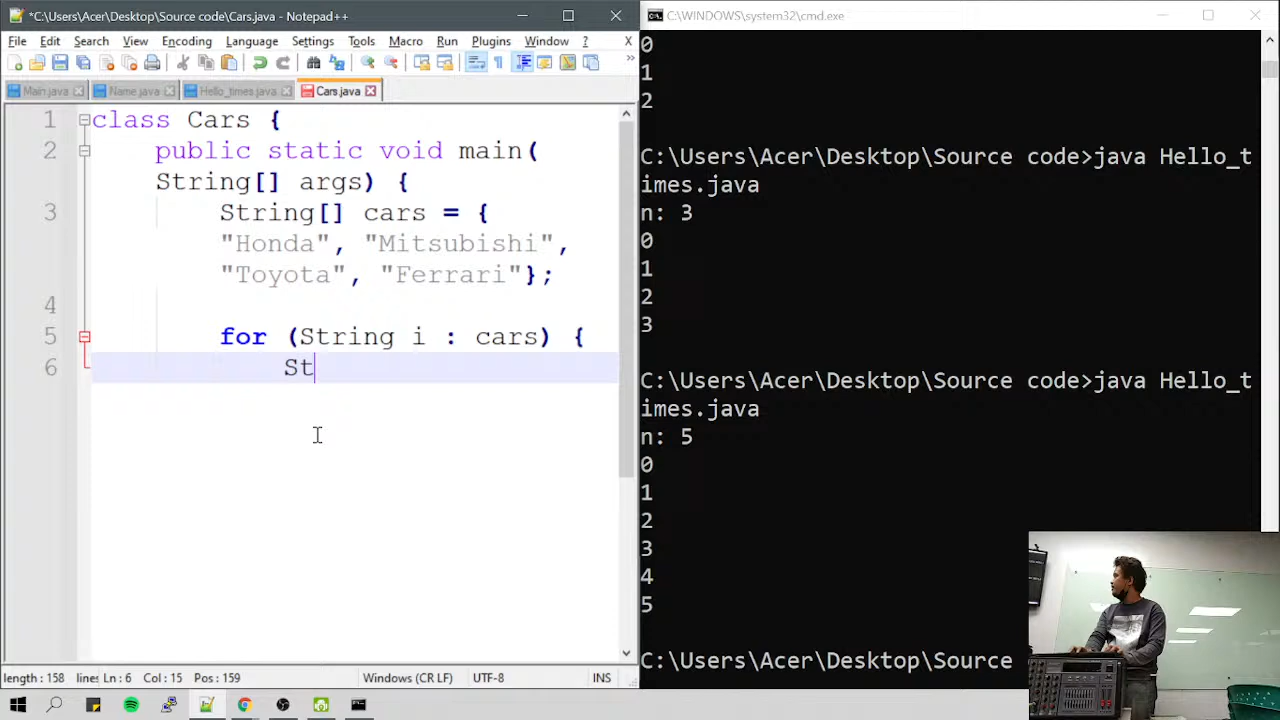 *C:\Users\Acer\Desktop\Source code\Cars.java - Notepad++
File Edit Search View Encoding Language Settings Tools Macro Run Plugins Window ? X
Main.java Name.java Hello_times.java Cars.java
1 class Cars {
2 public static void main(
String[] args) {
3 String[] cars = {
"Honda", "Mitsubishi",
"Toyota", "Ferrari"};
4
5 for (String i : cars) {
6 St
length : 158 lines Ln : 6 Col : 15 Pos : 159 Windows (CR LF) UTF-8 INS
C:\WINDOWS\system32\cmd.exe
0
1
2
C:\Users\Acer\Desktop\Source code>java Hello_t
imes.java
n: 3
0
1
2
3
C:\Users\Acer\Desktop\Source code>java Hello_t
imes.java
n: 5
0
1
2
3
4
5
C:\Users\Acer\Desktop\Source